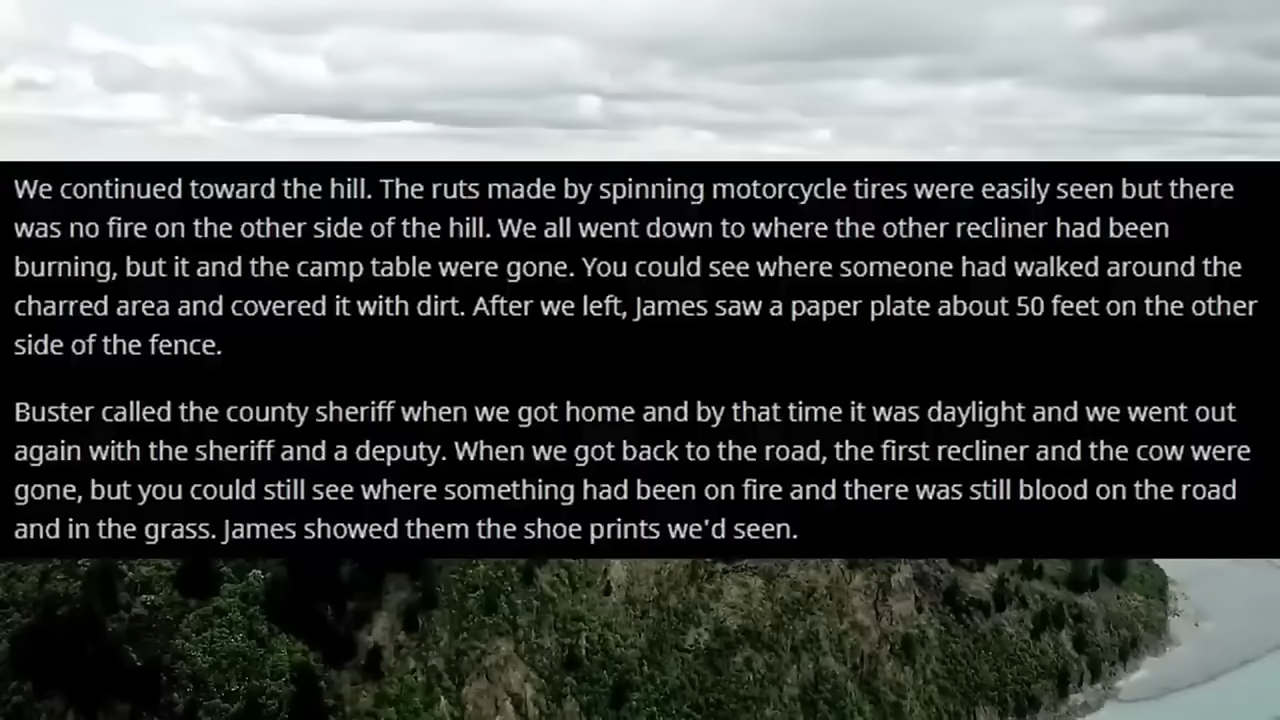 We continued toward the hill. The ruts made by spinning motorcycle tires were easily seen but there
was no fire on the other side of the hill. We all went down to where the other recliner had been
burning, but it and the camp table were gone. You could see where someone had walked around the
charred area and covered it with dirt. After we left, James saw a paper plate about 50 feet on the other
side of the fence.
Buster called the county sheriff when we got home and by that time it was daylight and we went out
again with the sheriff and a deputy. When we got back to the road, the first recliner and the cow were
gone, but you could still see where something had been on fire and there was still blood on the road
and in the grass. James showed them the shoe prints we'd seen.